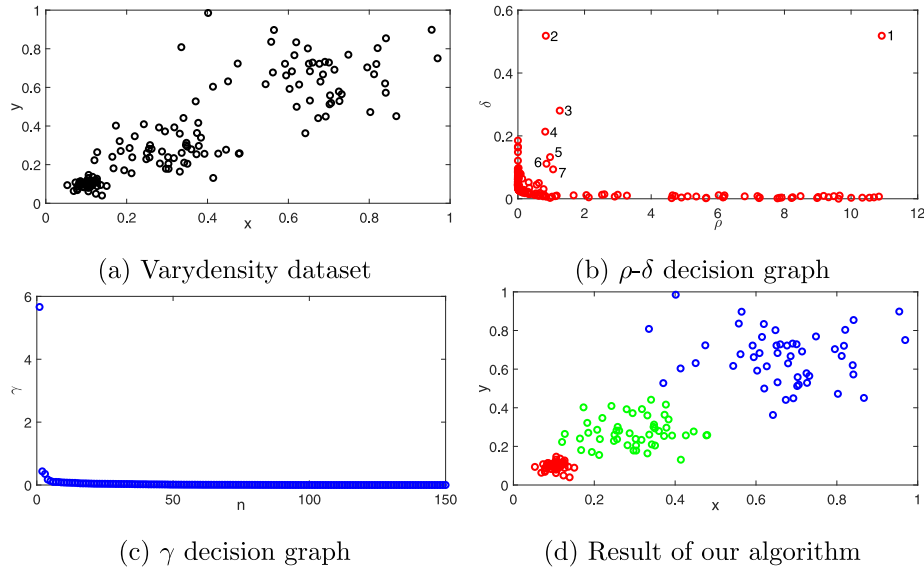 1
0.8
0.6
0.4
0.2
0
y
0 0.2 0.4 0.6 0.8 1
x
(a) Varydensity dataset
0.6
0.4
0.2
0
δ
0 2 4 6 8 10 12
ρ
1
2
3
4
5
6
7
(b) ρ-δ decision graph
6
4
2
0
γ
0 50 100 150
n
(c) γ decision graph
1
0.8
0.6
0.4
0.2
0
y
0 0.2 0.4 0.6 0.8 1
x
(d) Result of our algorithm